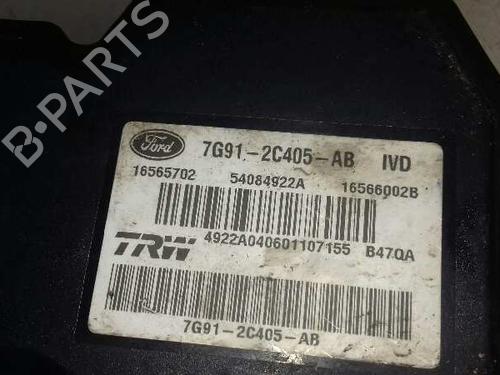 B-PARTS
Ford
7G91-2C405-AB IVD
16565702 54084922A 16566002B
TRW 4922A040601107155 B47QA
7G91-2C405-AB